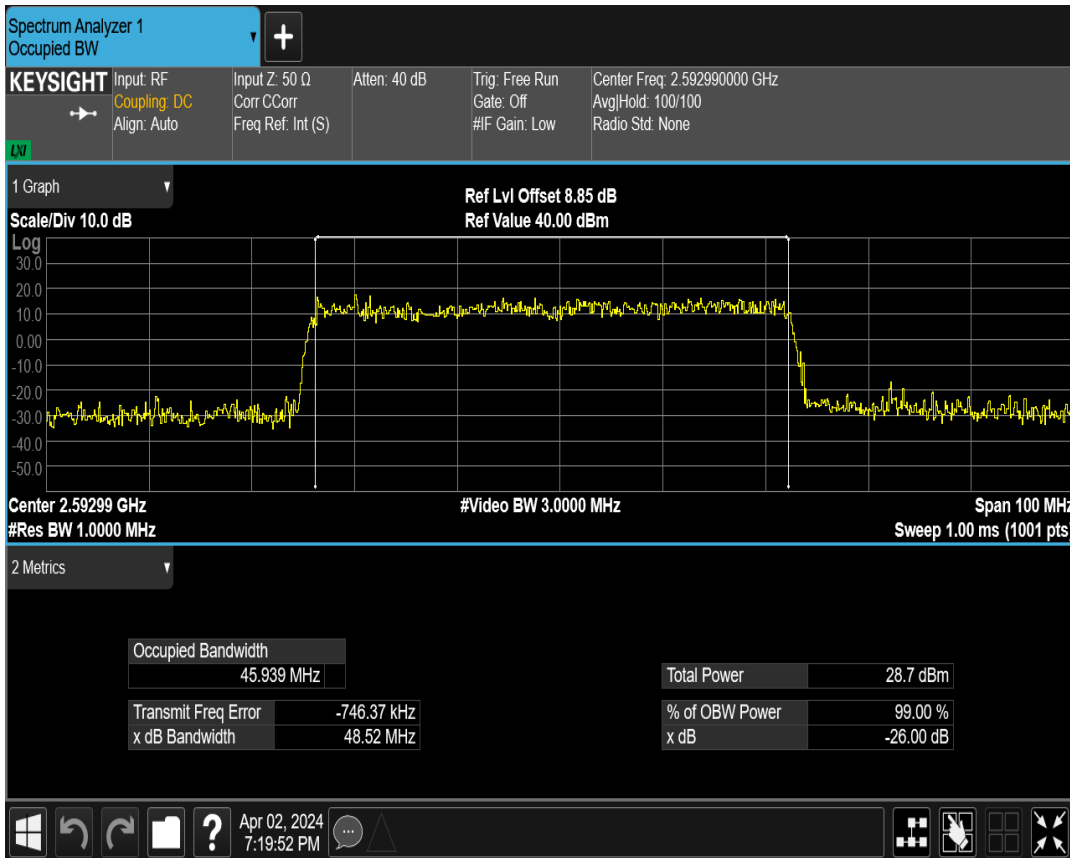 Spectrum Analyzer 1
Occupied BW
KEYSIGHT
LXI
Input: RF
Coupling: DC
Align: Auto
Input Z: 50 Ω
Corr CCorr
Freq Ref: Int (S)
Atten: 40 dB
Trig: Free Run
Gate: Off
#IF Gain: Low
Center Freq: 2.592990000 GHz
Avg|Hold: 100/100
Radio Std: None
1 Graph
Scale/Div 10.0 dB
Ref Lvl Offset 8.85 dB
Ref Value 40.00 dBm
Log
30.0
20.0
10.0
0.00
-10.0
-20.0
-30.0
-40.0
-50.0
Center 2.59299 GHz
#Video BW 3.0000 MHz
Span 100 MHz
#Res BW 1.0000 MHz
Sweep 1.00 ms (1001 pts)
2 Metrics
Occupied Bandwidth
45.939 MHz
Transmit Freq Error -746.37 kHz
x dB Bandwidth 48.52 MHz
Total Power 28.7 dBm
% of OBW Power 99.00 %
x dB -26.00 dB
Apr 02, 2024
7:19:52 PM